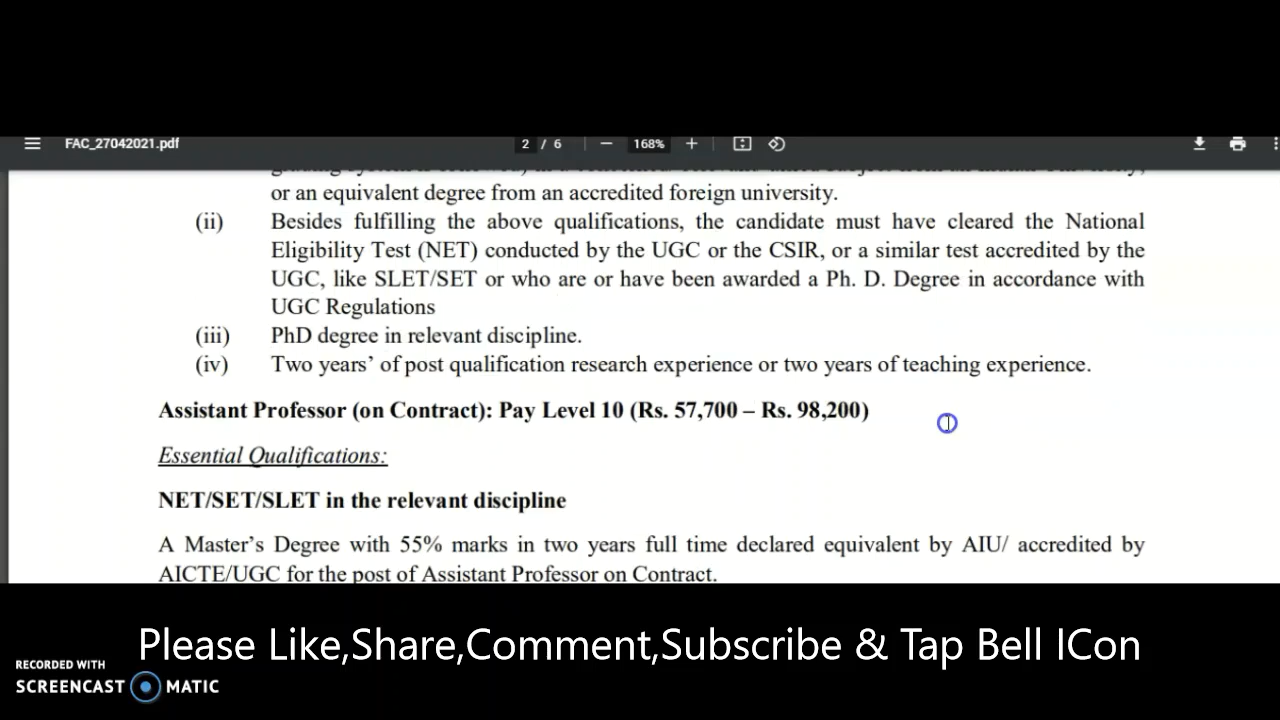 FAC_27042021.pdf
2 / 6
168%
or an equivalent degree from an accredited foreign university.
(ii) Besides fulfilling the above qualifications, the candidate must have cleared the National
Eligibility Test (NET) conducted by the UGC or the CSIR, or a similar test accredited by the
UGC, like SLET/SET or who are or have been awarded a Ph. D. Degree in accordance with
UGC Regulations
(iii) PhD degree in relevant discipline.
(iv) Two years’ of post qualification research experience or two years of teaching experience.
Assistant Professor (on Contract): Pay Level 10 (Rs. 57,700 – Rs. 98,200)
Essential Qualifications:
NET/SET/SLET in the relevant discipline
A Master’s Degree with 55% marks in two years full time declared equivalent by AIU/ accredited by
AICTE/UGC for the post of Assistant Professor on Contract.
Please Like,Share,Comment,Subscribe & Tap Bell ICon
RECORDED WITH
SCREENCAST MATIC